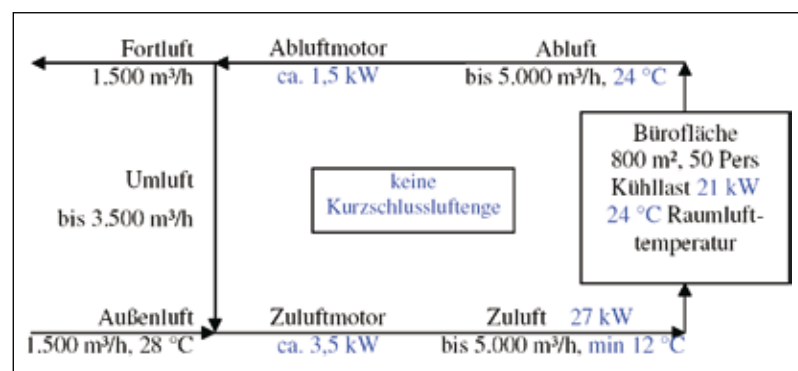 Fortluft
1.500 m³/h
Abluftmotor
ca. 1,5 kW
Abluft
bis 5.000 m³/h, 24 °C
Umluft
bis 3.500 m³/h
keine
Kurzschlussluftenge
Bürofläche
800 m², 50 Pers
Kühllast 21 kW
24 °C Raumluft-
temperatur
Außenluft
1.500 m³/h, 28 °C
Zuluftmotor
ca. 3,5 kW
Zuluft 27 kW
bis 5.000 m³/h, min 12 °C